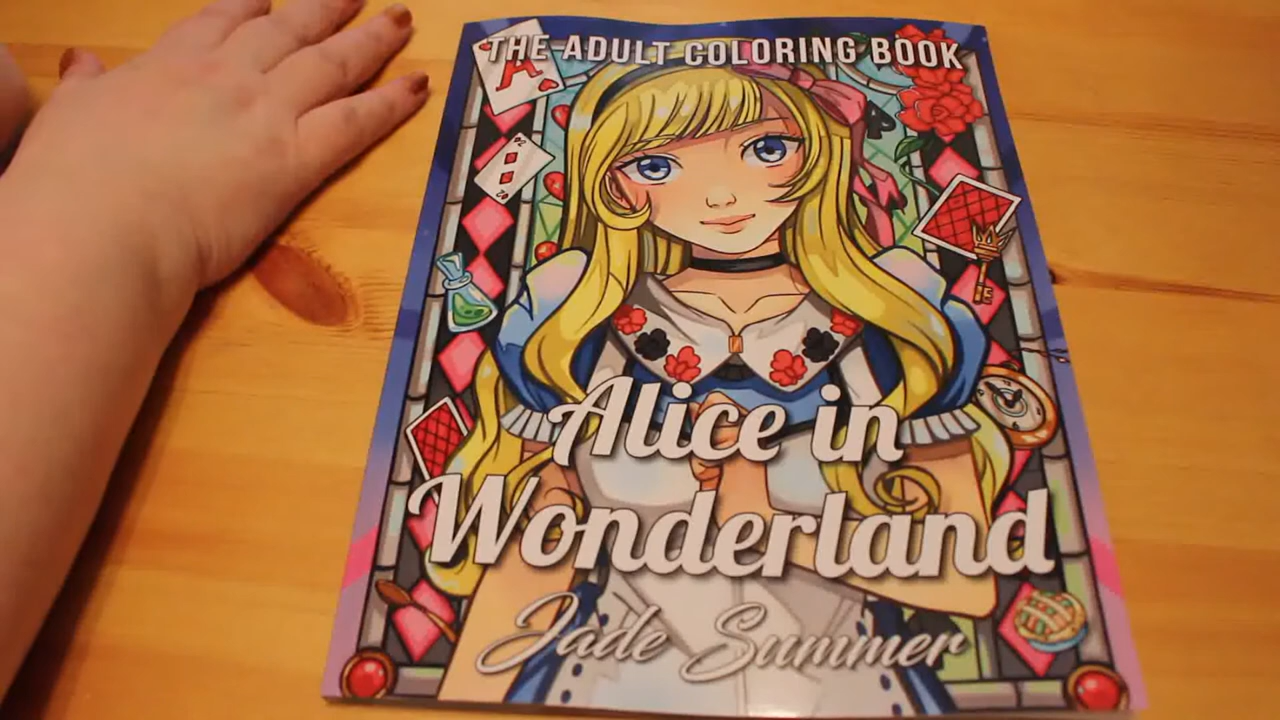 THE ADULT COLORING BOOK
A
Alice in
Wonderland
Jade Summer